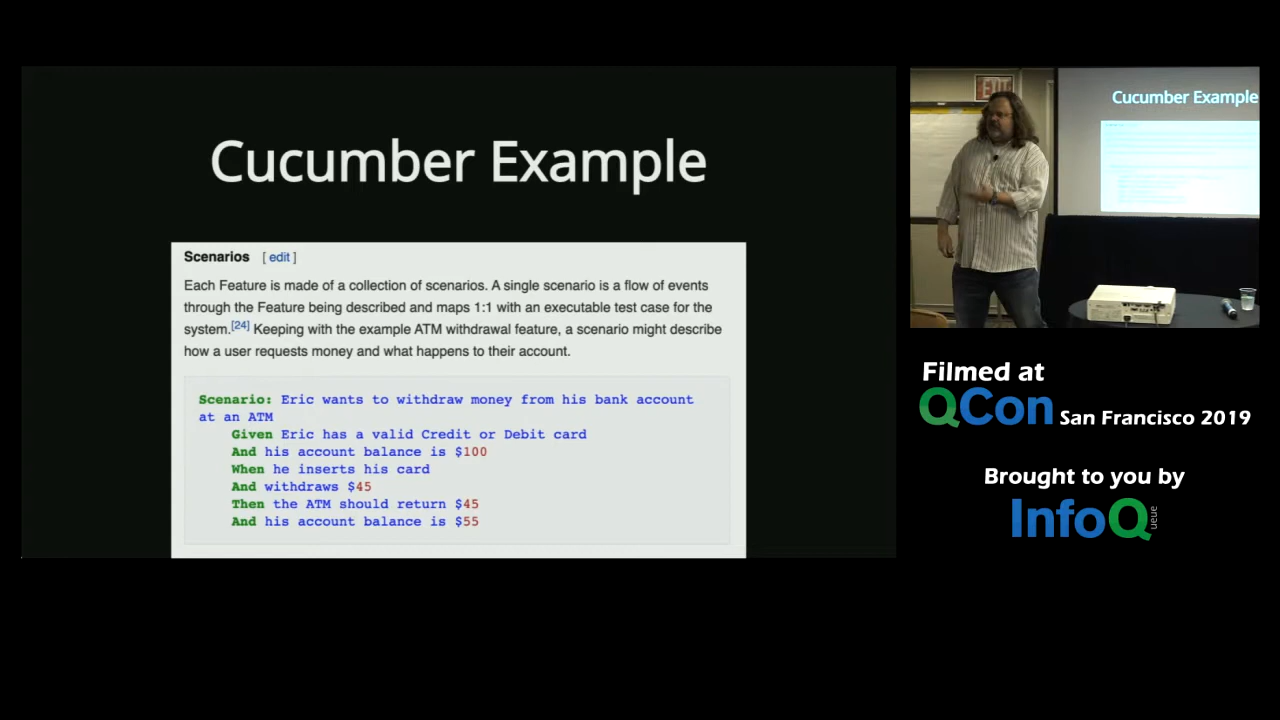 Cucumber Example
Scenarios [ edit ]
Each Feature is made of a collection of scenarios. A single scenario is a flow of events
through the Feature being described and maps 1:1 with an executable test case for the
system.[24] Keeping with the example ATM withdrawal feature, a scenario might describe
how a user requests money and what happens to their account.
Scenario: Eric wants to withdraw money from his bank account
at an ATM
Given Eric has a valid Credit or Debit card
And his account balance is $100
When he inserts his card
And withdraws $45
Then the ATM should return $45
And his account balance is $55
EXIT
Cucumber Example
Filmed at
QCon San Francisco 2019
Brought to you by
InfoQ ueue